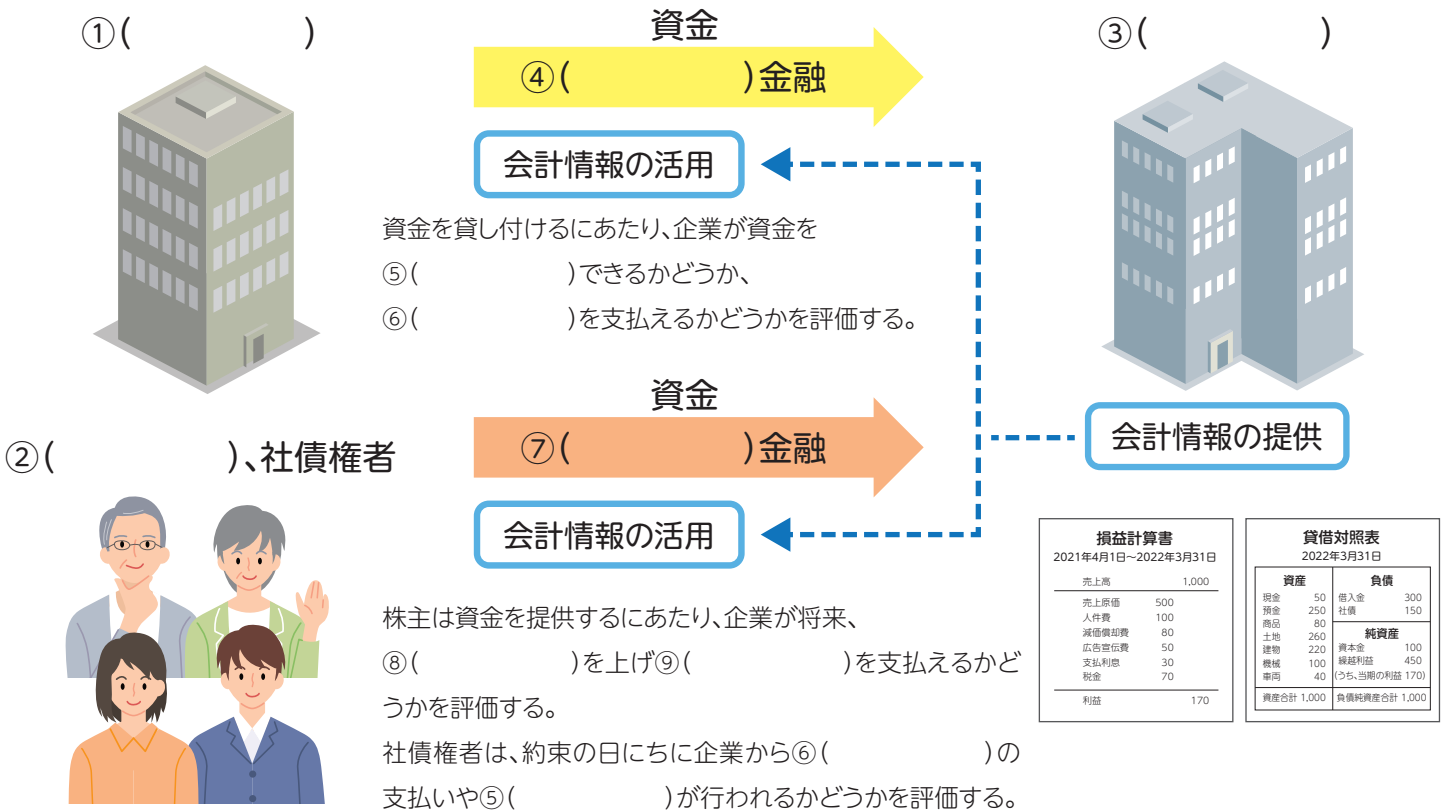 ①( )
資金
④( )金融
③( )
会計情報の活用
資金を貸し付けるにあたり、企業が資金を
⑤( )できるかどうか、
⑥( )を支払えるかどうかを評価する。
②( )、社債権者
資金
⑦( )金融
会計情報の提供
会計情報の活用
株主は資金を提供するにあたり、企業が将来、
⑧( )を上げ⑨( )を支払えるかど
うかを評価する。
社債権者は、約束の日にちに企業から⑥( )の
支払いや⑤( )が行われるかどうかを評価する。
損益計算書
2021年4月1日～2022年3月31日
売上高 1,000
売上原価 500
人件費 100
減価償却費 80
広告宣伝費 50
支払利息 30
税金 70
利益 170
貸借対照表
2022年3月31日
資産 負債
現金 50 借入金 300
預金 250 社債 150
商品 80
土地 260 純資産
建物 220 資本金 100
機械 100 繰越利益 450
車両 40 (うち、当期の利益 170)
資産合計 1,000 負債純資産合計 1,000